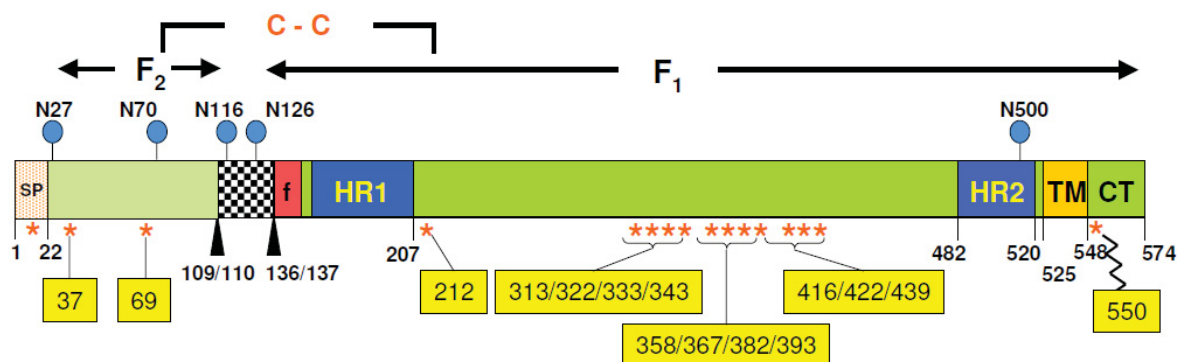 C - C
F2 F1
N27 N70 N116 N126 N500
SP f HR1 HR2 TM CT
* * * * **** **** *** *
1 22 109/110 136/137 207 482 520 525 548 574
37 69 212 313/322/333/343 416/422/439 550
358/367/382/393